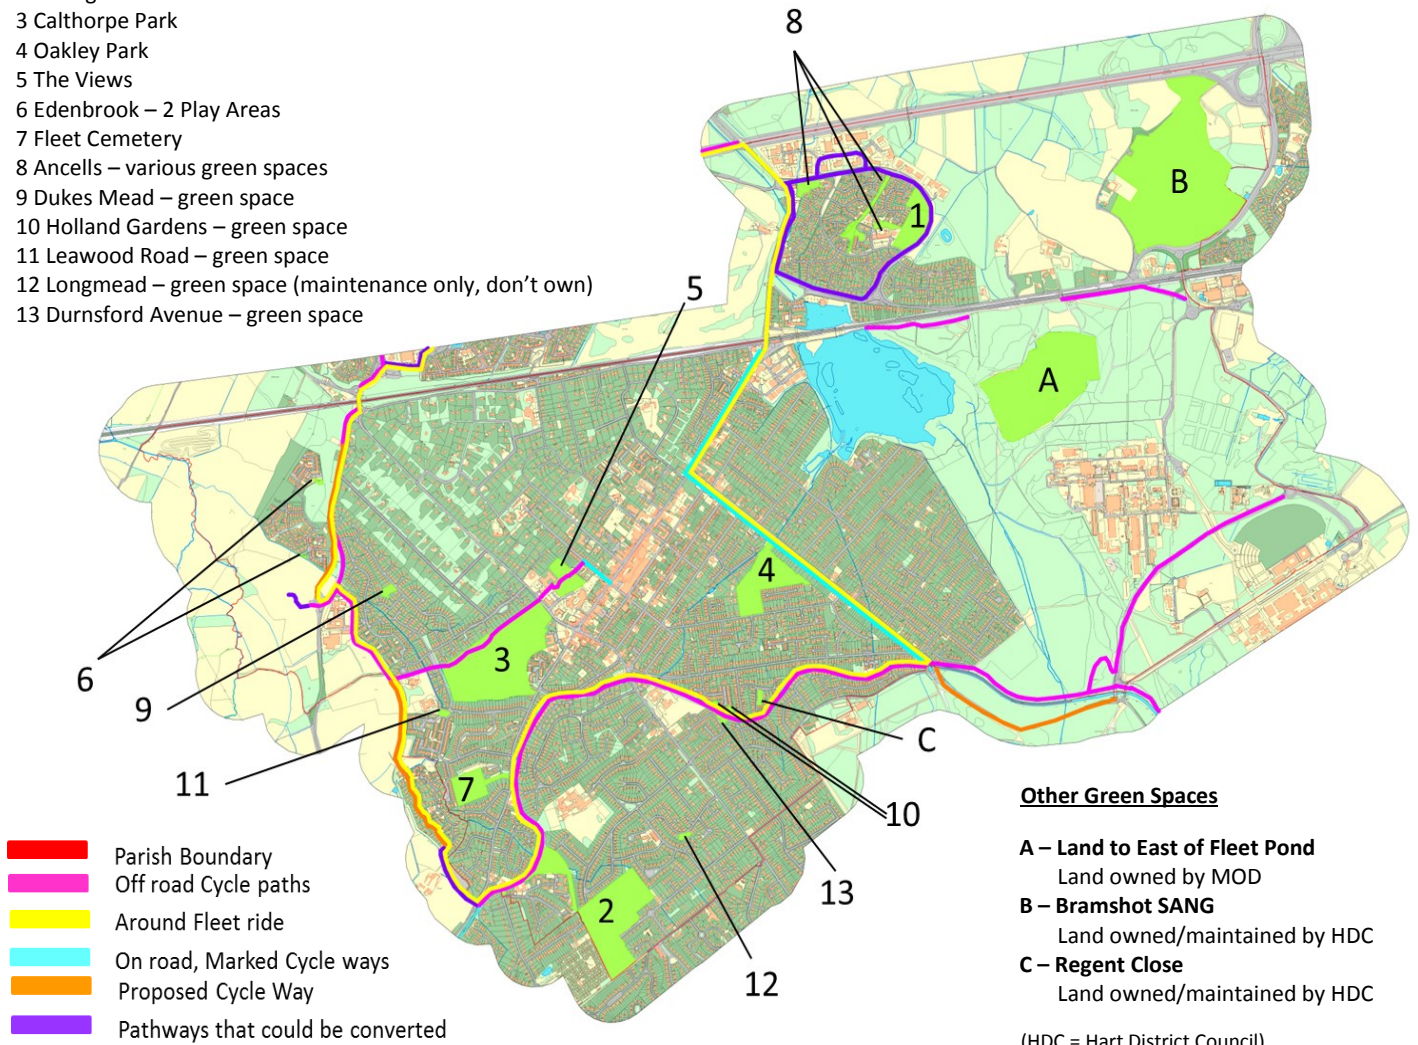 3 Calthorpe Park
4 Oakley Park
5 The Views
6 Edenbrook – 2 Play Areas
7 Fleet Cemetery
8 Ancells – various green spaces
9 Dukes Mead – green space
10 Holland Gardens – green space
11 Leawood Road – green space
12 Longmead – green space (maintenance only, don't own)
13 Durnsford Avenue – green space
8
B
1
5
A
4
3
6
9
C
11
7
10
13
2
12
Parish Boundary
Off road Cycle paths
Around Fleet ride
On road, Marked Cycle ways
Proposed Cycle Way
Pathways that could be converted
Other Green Spaces
A – Land to East of Fleet Pond
Land owned by MOD
B – Bramshot SANG
Land owned/maintained by HDC
C – Regent Close
Land owned/maintained by HDC
(HDC = Hart District Council)